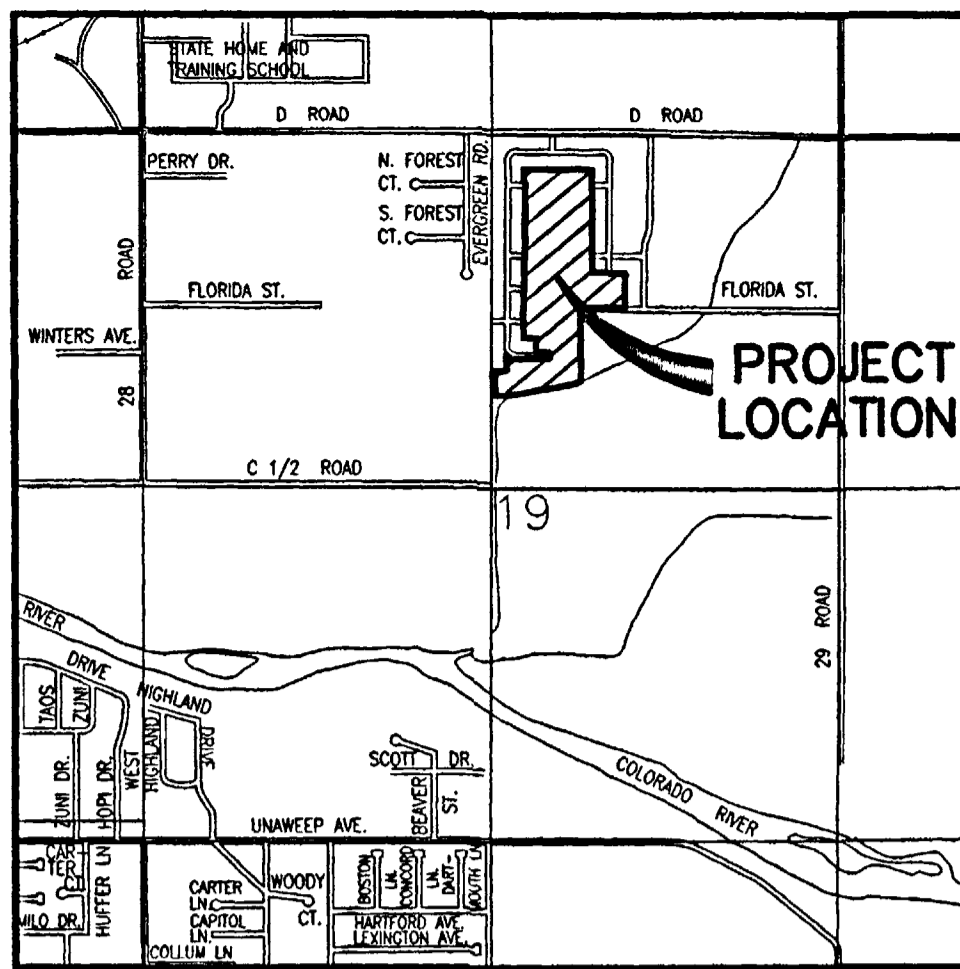 STATE HOME AND
TRAINING SCHOOL
D ROAD
D ROAD
PERRY DR.
N. FOREST
CT.
S. FOREST
CT.
EVERGREEN RD.
ROAD
28
FLORIDA ST.
FLORIDA ST.
WINTERS AVE.
PROJECT
LOCATION
C 1/2 ROAD
19
29 ROAD
RIVER
DRIVE
TAOS
ZUNI
HIGHLAND
DRIVE
WEST
HIGHLAND
ZUNI DR.
HOPI DR.
SCOTT DR.
BEAVER
ST.
COLORADO
RIVER
UNAWEEP AVE.
CAR-
TER
CT.
HUFFER LN
MILO DR.
CARTER
LN.
CAPITOL
LN.
COLLUM LN
WOODY
CT.
BOSTON
LN.
CONCORD
LN.
DART-
MOUTH LN
HARTFORD AVE.
LEXINGTON AVE.